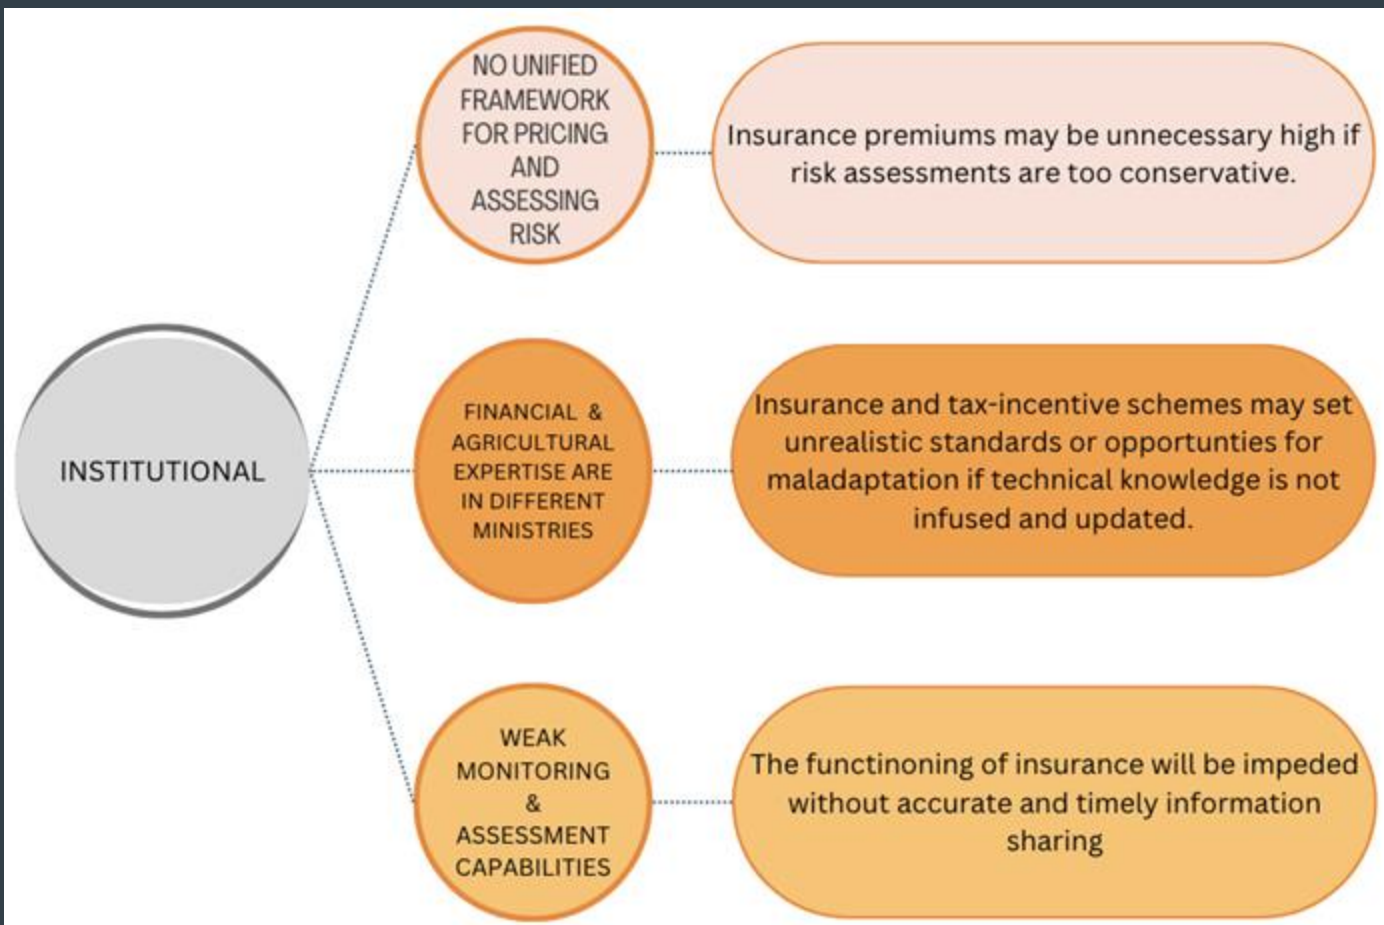 INSTITUTIONAL
NO UNIFIED
FRAMEWORK
FOR PRICING
AND
ASSESSING
RISK
Insurance premiums may be unnecessary high if
risk assessments are too conservative.
FINANCIAL &
AGRICULTURAL
EXPERTISE ARE
IN DIFFERENT
MINISTRIES
Insurance and tax-incentive schemes may set
unrealistic standards or opportunties for
maladaptation if technical knowledge is not
infused and updated.
WEAK
MONITORING
&
ASSESSMENT
CAPABILITIES
The functinoning of insurance will be impeded
without accurate and timely information
sharing